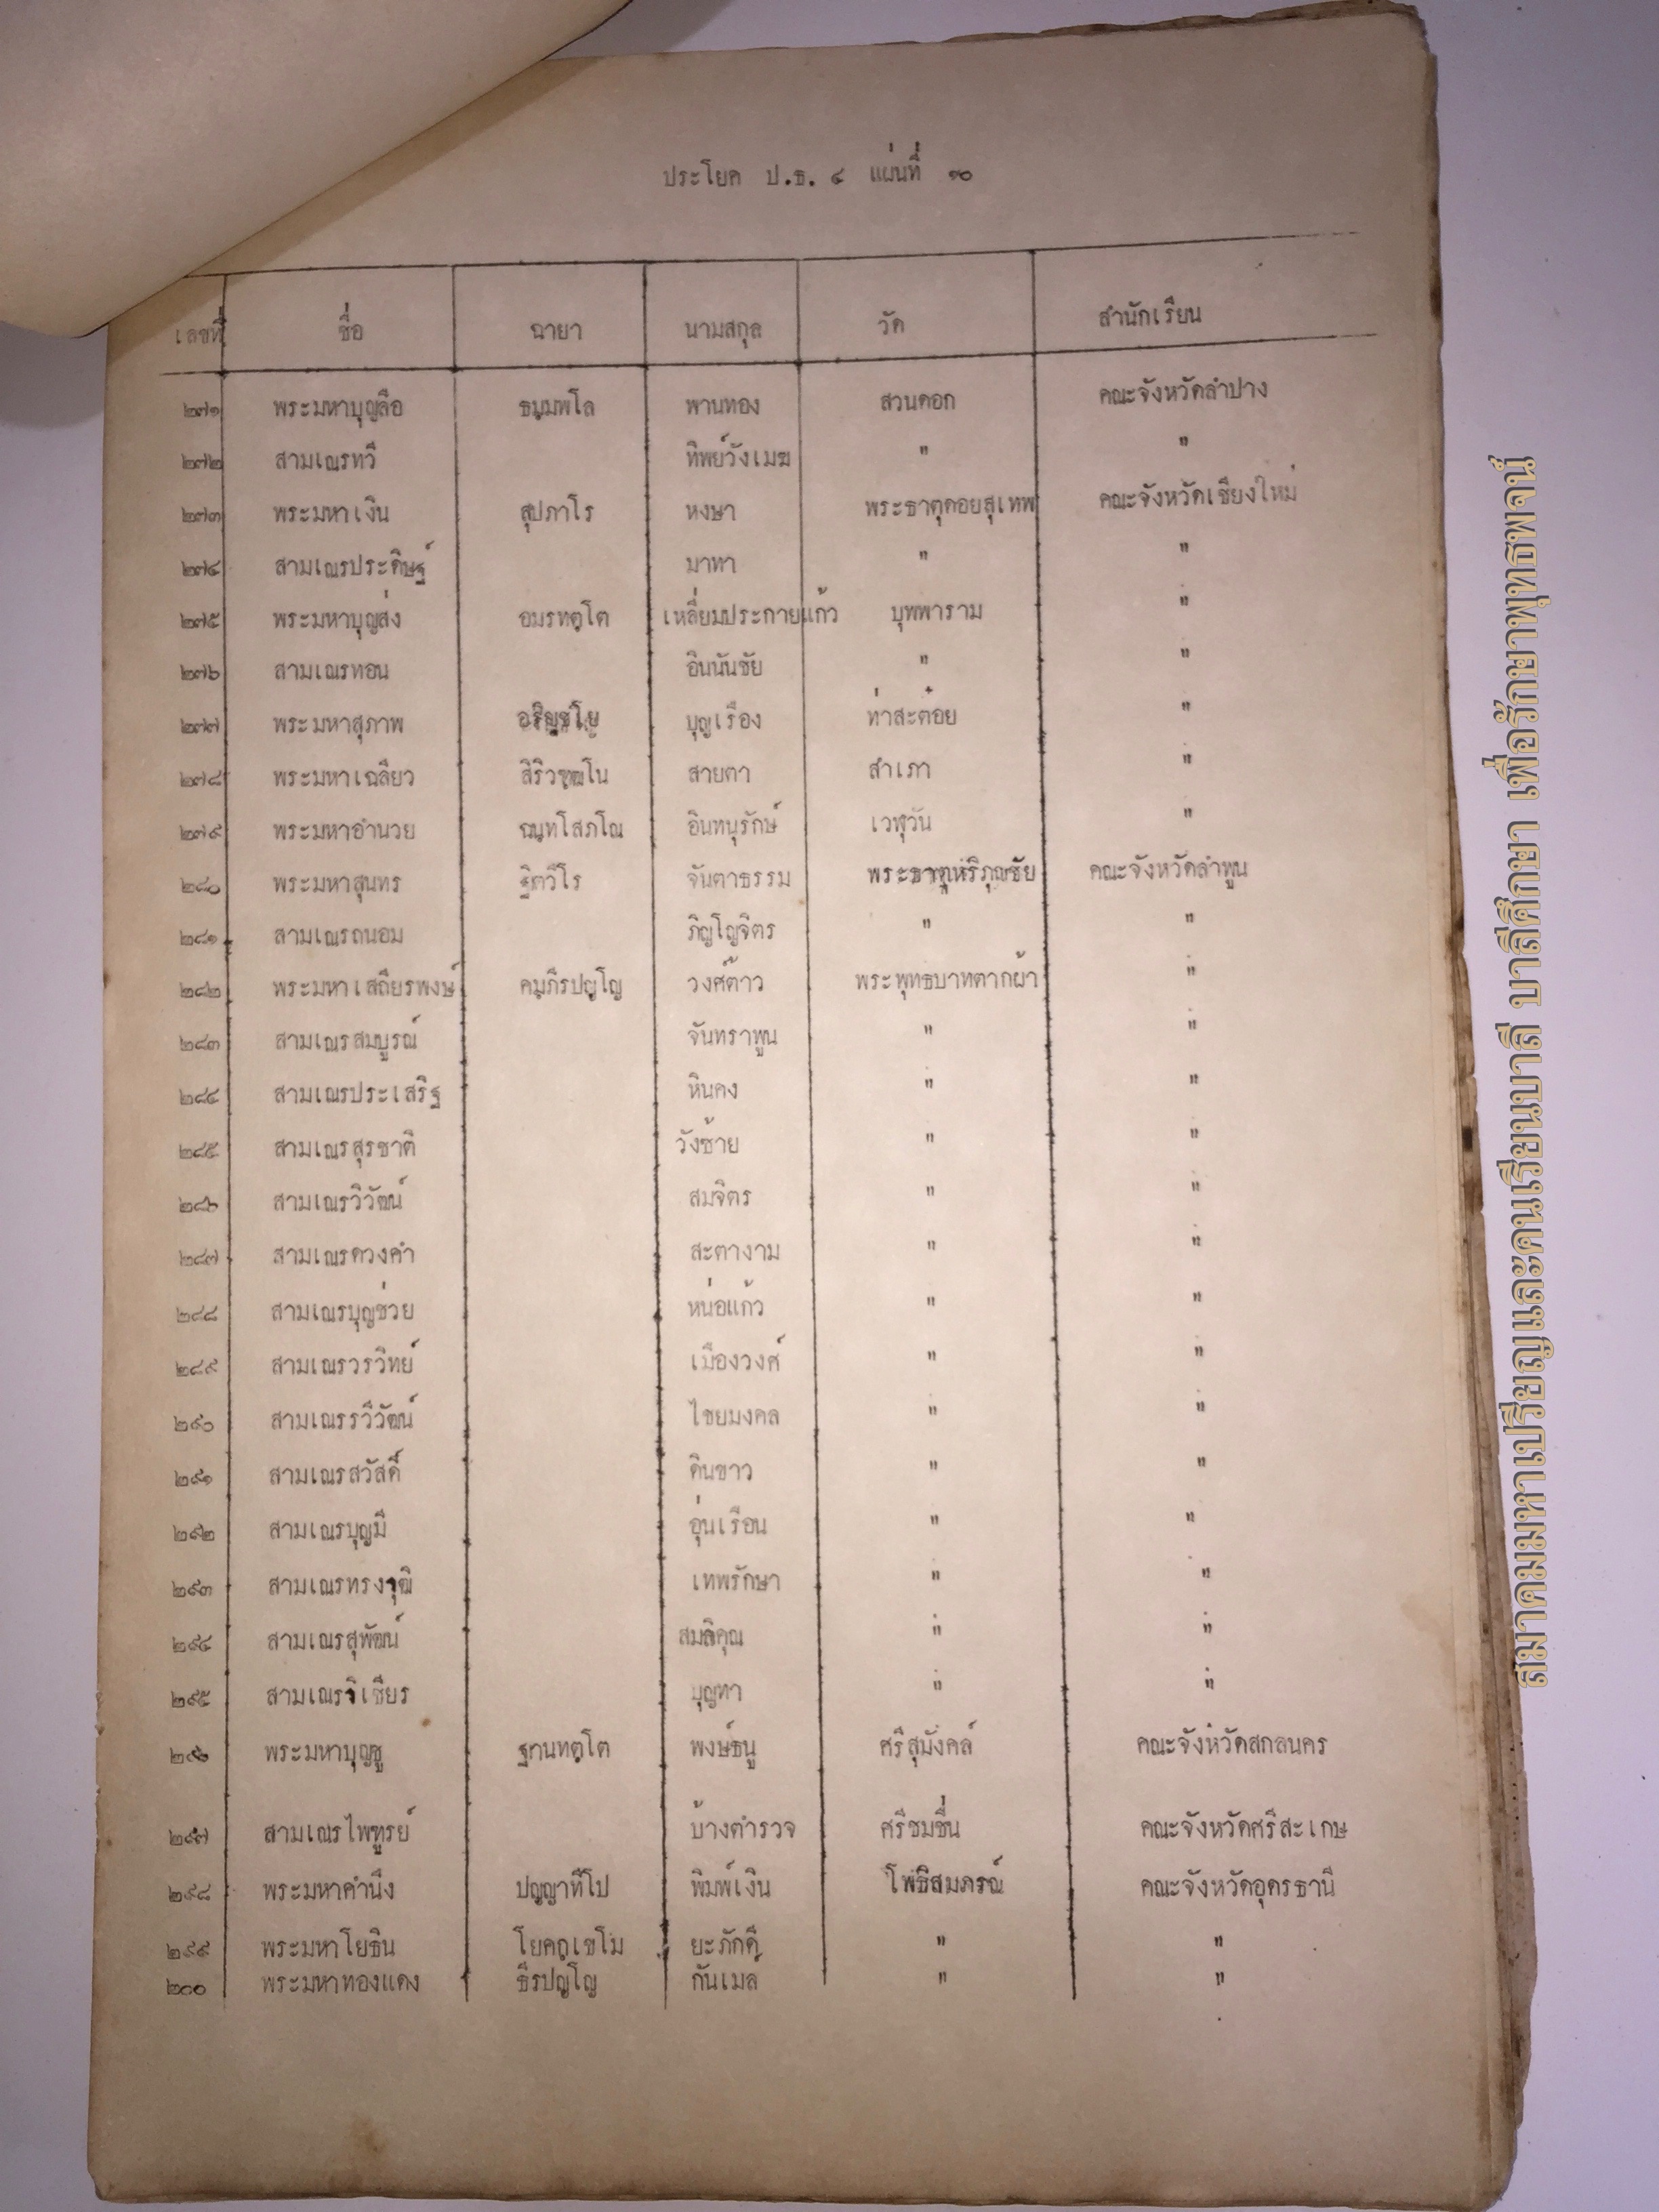 ประโยค ป.ธ. ๔ แผ่นที่ ๑๐
เลขที่ ชื่อ ฉายา นามสกุล วัด สำนักเรียน
๒๗๑ พระมหาบุญลือ ธมฺมพโล พานทอง สวนดอก คณะจังหวัดลำปาง
๒๗๒ สามเณรทวี ทิพย์วังเมฆ " "
๒๗๓ พระมหาเงิน สุปภาโร หงษา พระธาตุดอยสุเทพ คณะจังหวัดเชียงใหม่
๒๗๔ สามเณรประดิษฐ์ มาทา " "
๒๗๕ พระมหาบุญส่ง อมรทตฺโต เหลี่ยมประกายแก้ว บุพพาราม "
๒๗๖ สามเณรทอน อินนันชัย " "
๒๗๗ พระมหาสุภาพ บุญเรือง ท่าสะต๋อย "
๒๗๘ พระมหาเฉลียว สิริวฑฺฒโน สายตา สำเภา "
๒๗๙ พระมหาอำนวย ฉนฺทโสภโณ อินทนุรักษ์ เวฬุวัน "
๒๘๐ พระมหาสุนทร ฐิตวีโร จันตาธรรม พระธาตุหริภุญชัย คณะจังหวัดลำพูน
๒๘๑ สามเณรถนอม ภิญโญจิตร " "
๒๘๒ พระมหาเสถียรพงษ์ คมฺภีรปญฺโญ วงศ์ต๊าว พระพุทธบาทตากผ้า "
๒๘๓ สามเณรสมบูรณ์ จันทราพูน " "
๒๘๔ สามเณรประเสริฐ หินคง " "
๒๘๕ สามเณรสุรชาติ วังซ้าย " "
๒๘๖ สามเณรวิวัฒน์ สมจิตร " "
๒๘๗ สามเณรดวงคำ สะตางาม " "
๒๘๘ สามเณรบุญช่วย หน่อแก้ว " "
๒๘๙ สามเณรวรวิทย์ เมืองวงศ์ " "
๒๙๐ สามเณรรวีวัฒน์ ไชยมงคล " "
๒๙๑ สามเณรสวัสดิ์ ดินขาว " "
๒๙๒ สามเณรบุญมี อุ่นเรือน " "
๒๙๓ สามเณรทรงวุฒิ เทพรักษา " "
๒๙๔ สามเณรสุพัฒน์ " "
๒๙๕ สามเณรวิเชียร บุญทา " "
๒๙๖ พระมหาบุญชู ฐานทตฺโต พงษ์ธนู ศรีสุมังคล์ คณะจังหวัดสกลนคร
๒๙๗ สามเณรไพฑูรย์ บ้างตำรวจ ศรีชมชื่น คณะจังหวัดศรีสะเกษ
๒๙๘ พระมหาคำนึง ปญฺญาทีโป พิมพ์เงิน โพธิสมภรณ์ คณะจังหวัดอุดรธานี
๒๙๙ พระมหาโยธิน โยคเขโม ยะภักดี " "
๒๐๐ พระมหาทองแดง ธีรปญฺโญ กันเมล์ " "
สมาคมมหาเปรียญและคนเรียนบาลี บาลีศึกษา เพื่อรักษาพุทธพจน์